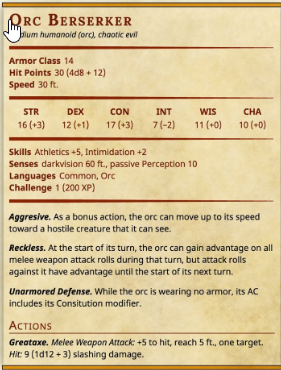 Orc Berserker
dium humanoid (orc), chaotic evil
Armor Class 14
Hit Points 30 (4d8 + 12)
Speed 30 ft.
STR DEX CON INT WIS CHA
16 (+3) 12 (+1) 17 (+3) 7 (−2) 11 (+0) 10 (+0)
Skills Athletics +5, Intimidation +2
Senses darkvision 60 ft., passive Perception 10
Languages Common, Orc
Challenge 1 (200 XP)
Aggresive. As a bonus action, the orc can move up to its speed
toward a hostile creature that it can see.
Reckless. At the start of its turn, the orc can gain advantage on all
melee weapon attack rolls during that turn, but attack rolls
against it have advantage until the start of its next turn.
Unarmored Defense. While the orc is wearing no armor, its AC
includes its Consitution modifier.
Actions
Greataxe. Melee Weapon Attack: +5 to hit, reach 5 ft., one target.
Hit: 9 (1d12 + 3) slashing damage.